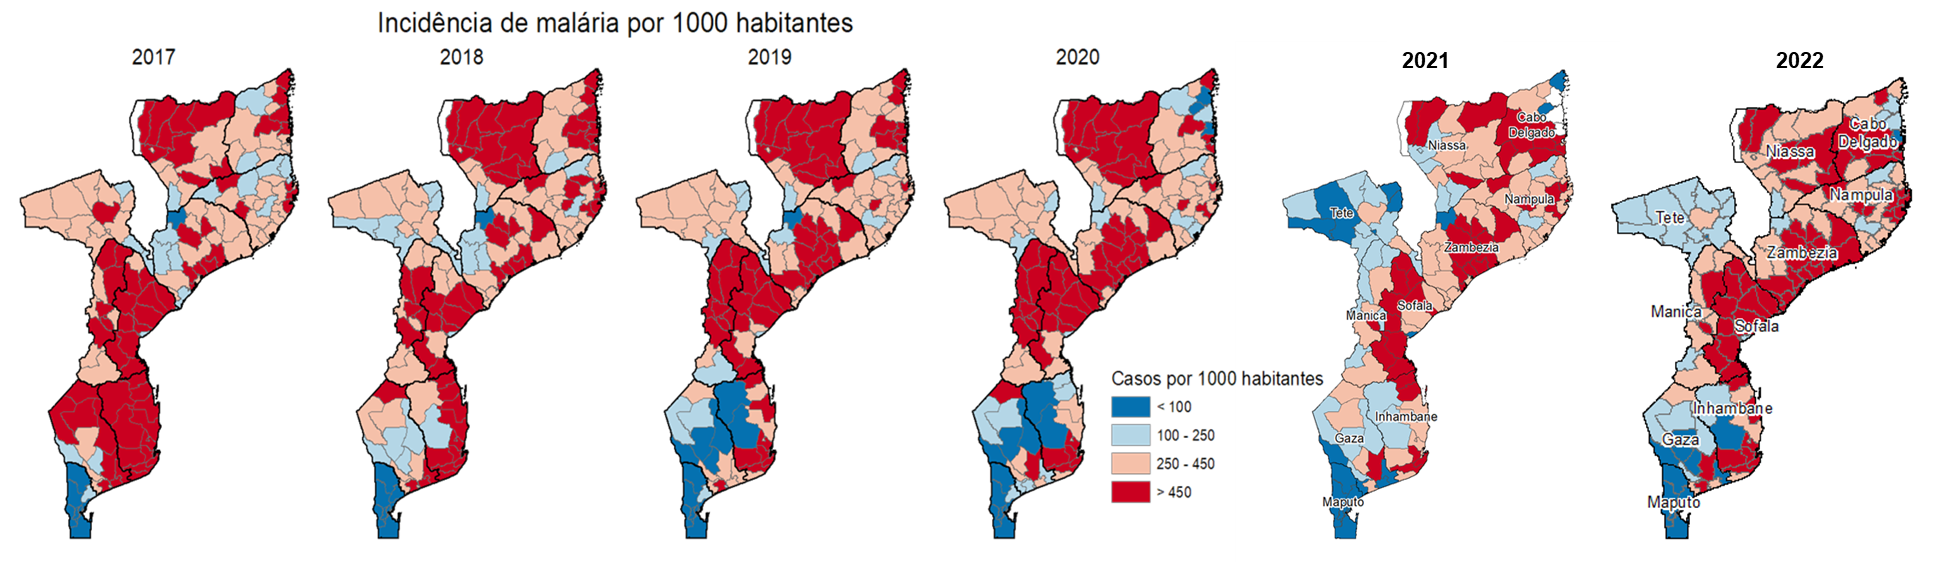 Incidência de malária por 1000 habitantes
2017
2018
2019
2020
2021
2022
Casos por 1000 habitantes
< 100
100 - 250
250 - 450
> 450
Cabo
Delgado
Niassa
Nampula
Tete
Zambezia
Sofala
Manica
Inhambane
Gaza
Maputo
Cabo
Delgado
Niassa
Nampula
Tete
Zambezia
Manica
Sofala
Inhambane
Gaza
Maputo